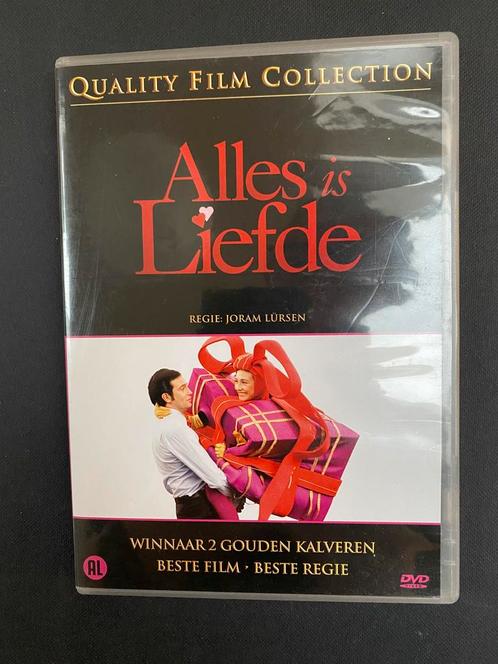 QUALITY FILM COLLECTION
Alles is
Liefde
REGIE: JORAM LÜRSEN
WINNAAR 2 GOUDEN KALVEREN
BESTE FILM · BESTE REGIE
AL
DVD
VIDEO